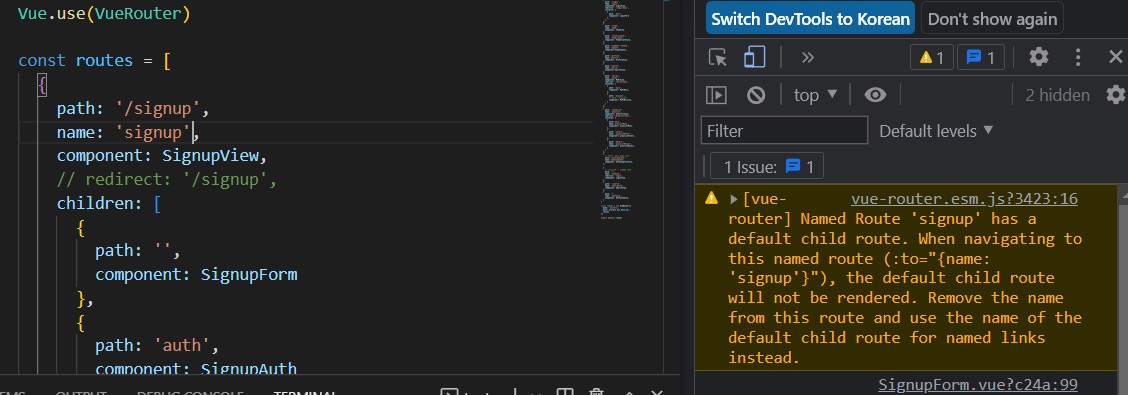 Vue.use(VueRouter)
const routes = [
{
path: '/signup',
name: 'signup',
component: SignupView,
// redirect: '/signup',
children: [
{
path: '',
component: SignupForm
},
{
path: 'auth',
component: SignupAuth
OUTPUT
DEBUG CONSOLE
TERMINAL
Switch DevTools to Korean
Don't show again
»
1
1
top ▼
2 hidden
Filter
Default levels ▼
1 Issue: 1
▶[vue- vue-router.esm.js?3423:16
router] Named Route 'signup' has a
default child route. When navigating to
this named route (:to="{name:
'signup'}"), the default child route
will not be rendered. Remove the name
from this route and use the name of the
default child route for named links
instead.
SignupForm.vue?c24a:99